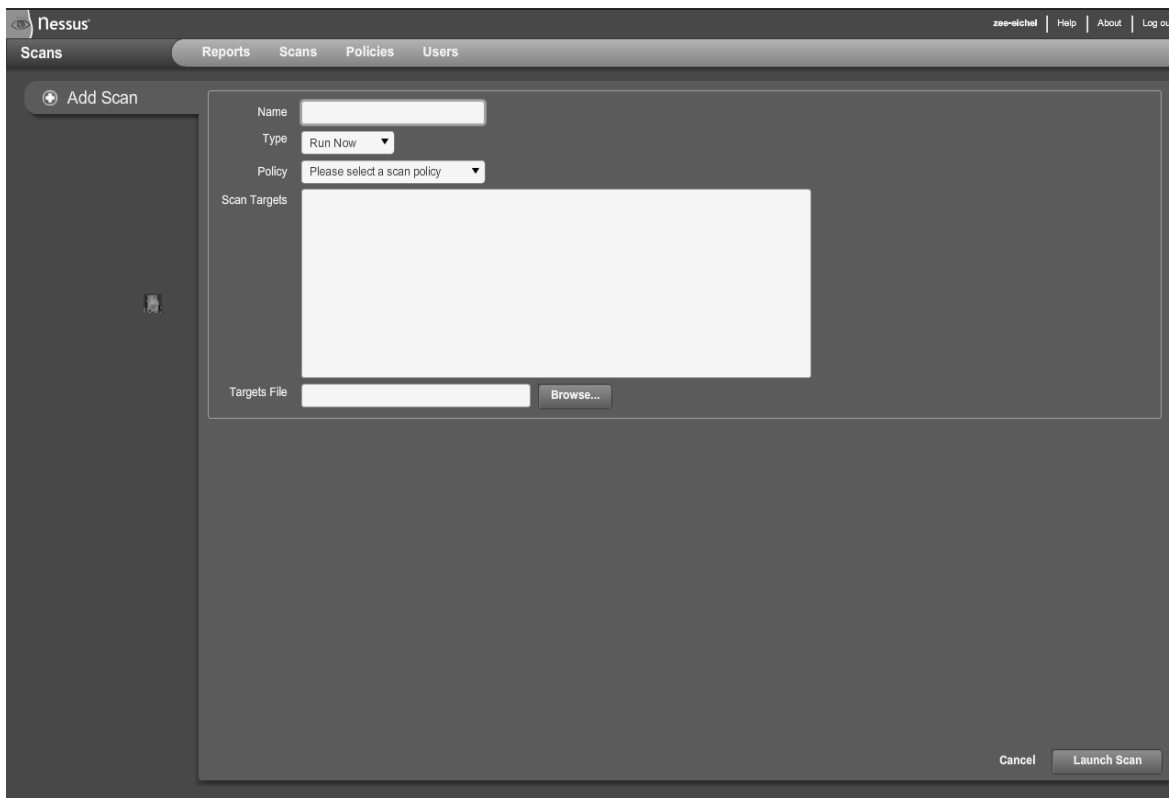 Nessus
zee-eichel | Help | About | Log ou
Scans
Reports Scans Policies Users
Add Scan
Name
Type Run Now
Policy Please select a scan policy
Scan Targets
Targets File Browse...
Cancel Launch Scan